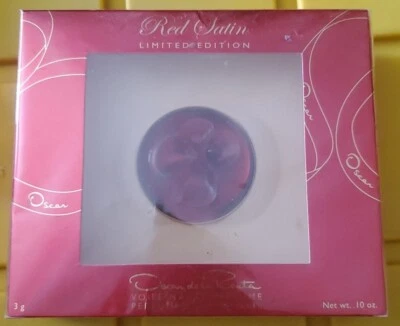 Red Satin
LIMITED EDITION
Oscar
Oscar
Oscar
Oscar de la Renta
3 g
Net wt. .10 oz.